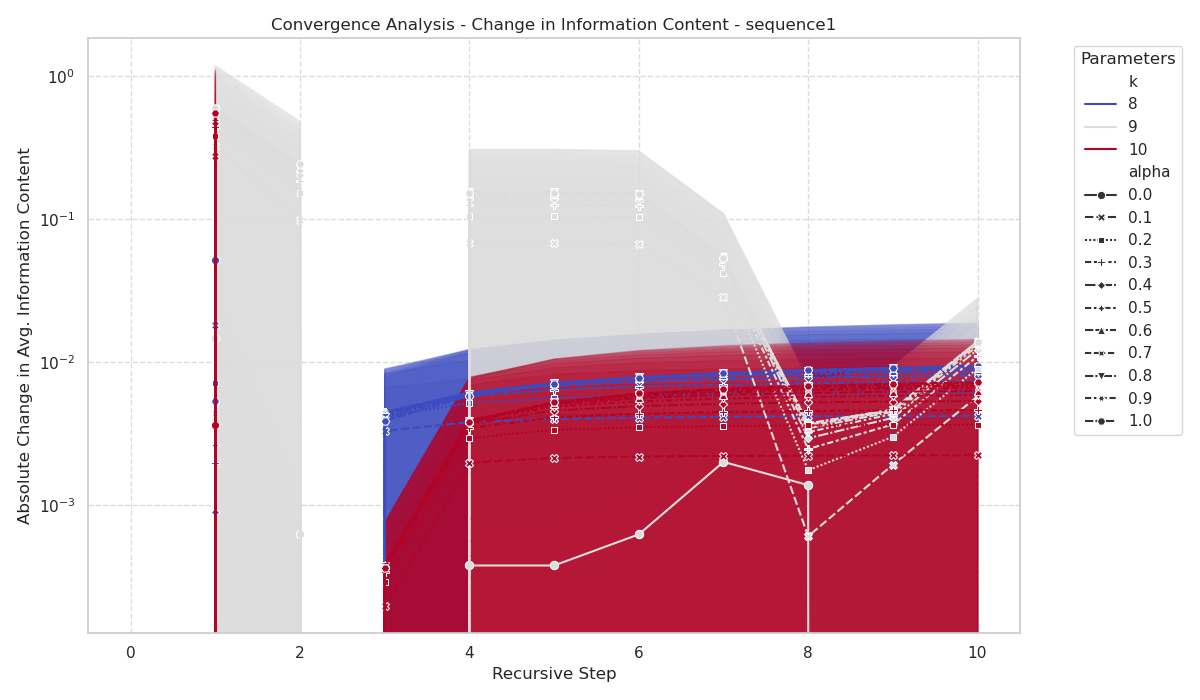 Convergence Analysis - Change in Information Content - sequence1
Absolute Change in Avg. Information Content
10⁰
10⁻¹
10⁻²
10⁻³
0 2 4 6 8 10
Recursive Step
Parameters
k
8
9
10
alpha
0.0
0.1
0.2
0.3
0.4
0.5
0.6
0.7
0.8
0.9
1.0